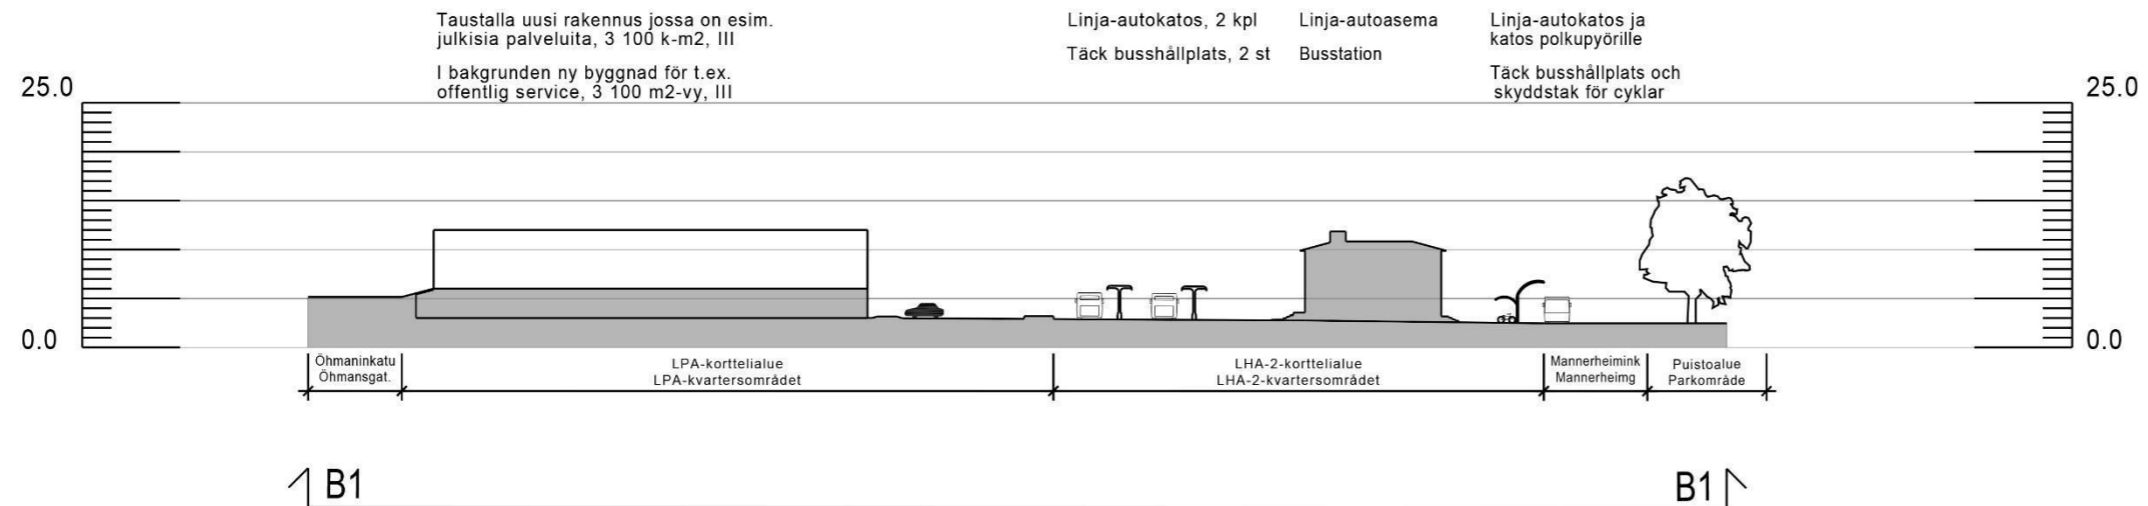 Taustalla uusi rakennus jossa on esim.
julkisia palveluita, 3 100 k-m2, III
I bakgrunden ny byggnad för t.ex.
offentlig service, 3 100 m2-vy, III
Linja-autokatos, 2 kpl
Täck busshållplats, 2 st
Linja-autoasema
Busstation
Linja-autokatos ja
katos polkupyörille
Täck busshållplats och
skyddstak för cyklar
25.0
25.0
0.0
0.0
Öhmaninkatu
Öhmansgat.
LPA-korttelialue
LPA-kvartersområdet
LHA-2-korttelialue
LHA-2-kvartersområdet
Mannerheimink
Mannerheimg
Puistoalue
Parkområde
B1
B1